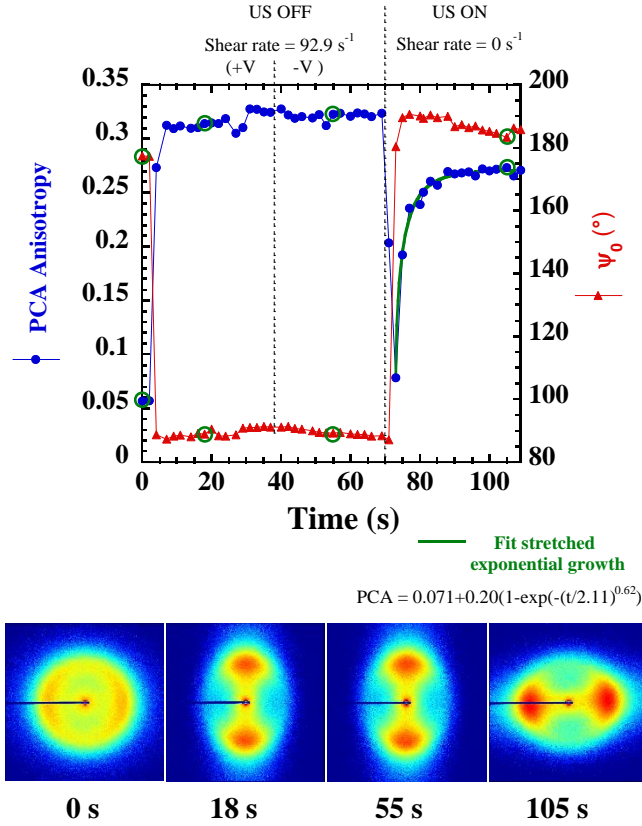 US OFF US ON
Shear rate = 92.9 s⁻¹ Shear rate = 0 s⁻¹
(+V -V )
0.35 200
0.3 180
0.25
0.2 160
0.15 140
0.1 120
0.05 100
0 80
PCA Anisotropy
Ψ₀ (°)
0 20 40 60 80 100
Time (s)
Fit stretched
exponential growth
PCA = 0.071+0.20(1-exp(-(t/2.11)⁰·⁶²)
0 s 18 s 55 s 105 s